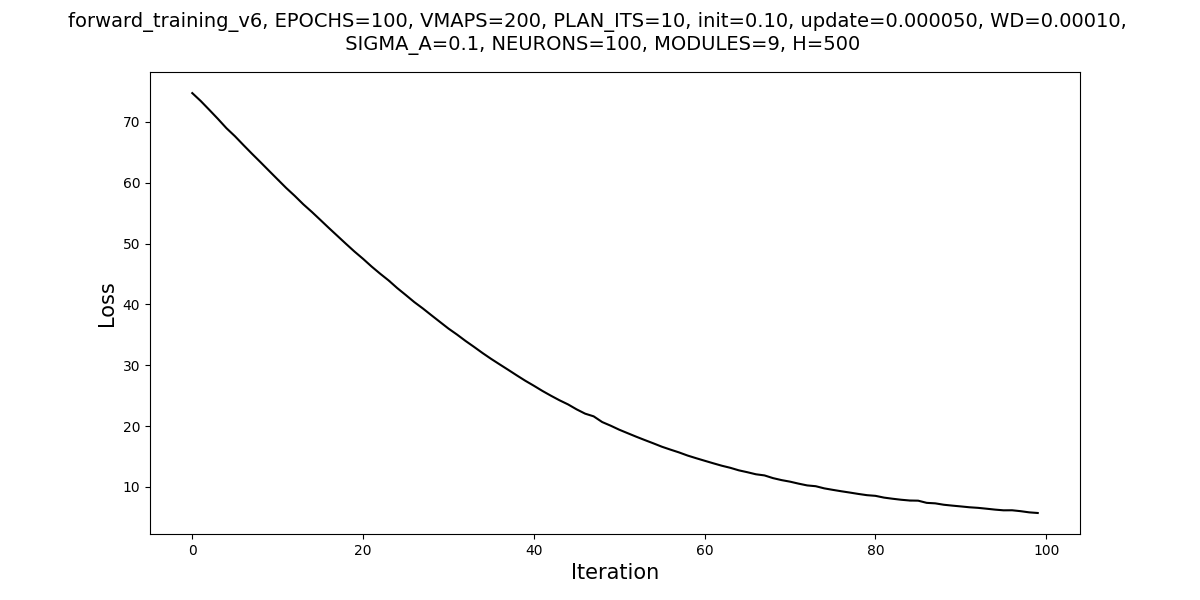 forward_training_v6, EPOCHS=100, VMAPS=200, PLAN_ITS=10, init=0.10, update=0.000050, WD=0.00010,
SIGMA_A=0.1, NEURONS=100, MODULES=9, H=500
70
60
50
40
30
20
10
Loss
0 20 40 60 80 100
Iteration